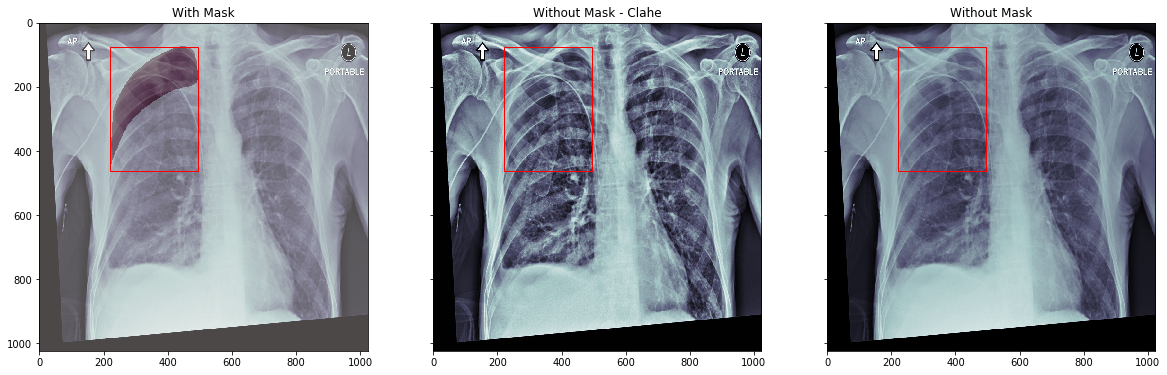 With Mask
Without Mask - Clahe
Without Mask
0
200
400
600
800
1000
0 200 400 600 800 1000
0 200 400 600 800 1000
0 200 400 600 800 1000
AP
L
PORTABLE
AP
L
PORTABLE
AP
L
PORTABLE